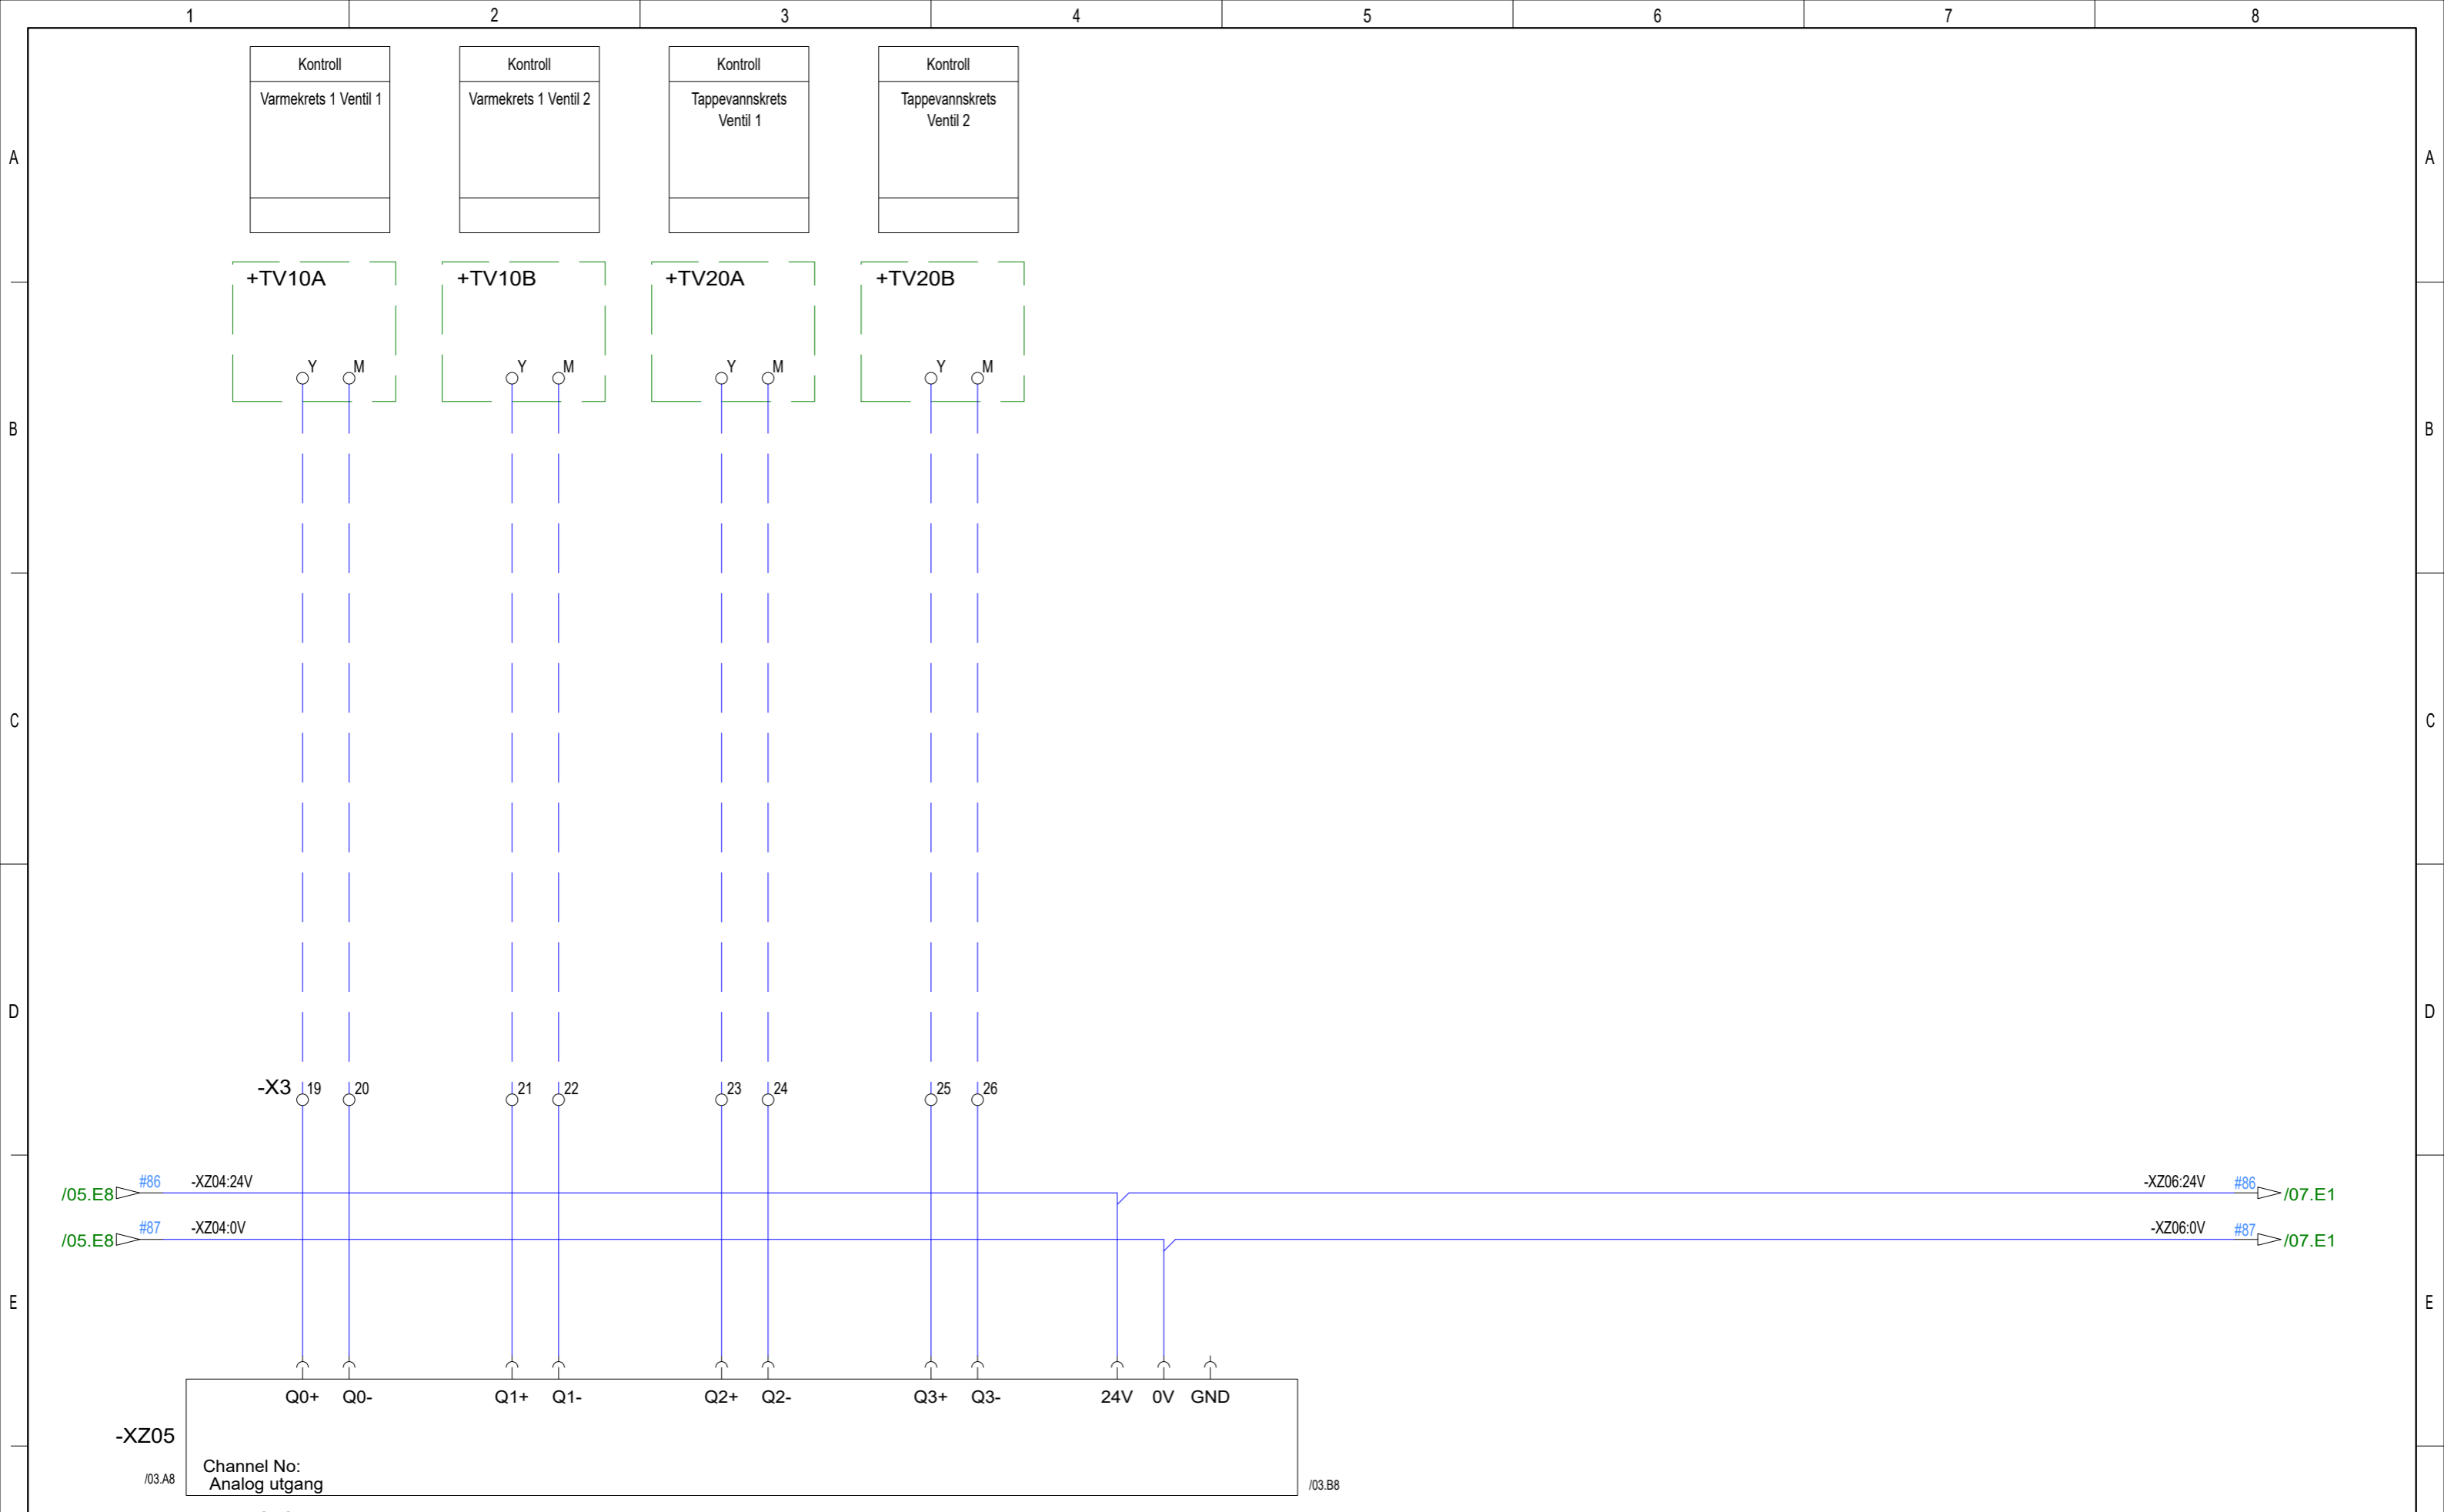 1 2 3 4 5 6 7 8
Kontroll Kontroll Kontroll Kontroll
Varmekrets 1 Ventil 1 Varmekrets 1 Ventil 2 Tappevannskrets Tappevannskrets
Ventil 1 Ventil 2
A A
+TV10A +TV10B +TV20A +TV20B
Y M Y M Y M Y M
B B
C C
D D
-X3 19 20 21 22 23 24 25 26
/05.E8 #86 -XZ04:24V -XZ06:24V #86 /07.E1
/05.E8 #87 -XZ04:0V -XZ06:0V #87 /07.E1
E E
Q0+ Q0- Q1+ Q1- Q2+ Q2- Q3+ Q3- 24V 0V GND
-XZ05
Channel No:
/03.A8 Analog utgang /03.B8